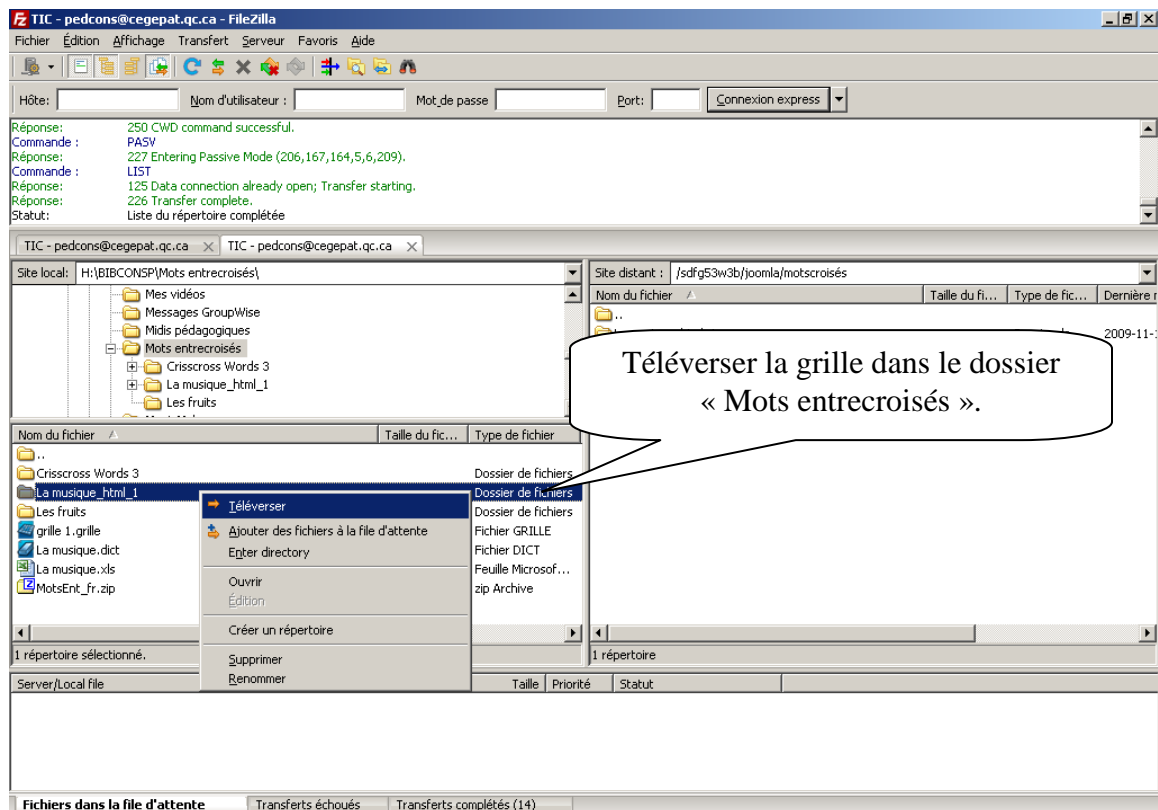 TIC - pedcons@cegepat.qc.ca - FileZilla
Fichier Édition Affichage Transfert Serveur Favoris Aide
Hôte: Nom d'utilisateur : Mot de passe Port: Connexion express
Réponse: 250 CWD command successful.
Commande : PASV
Réponse: 227 Entering Passive Mode (206,167,164,5,6,209).
Commande : LIST
Réponse: 125 Data connection already open; Transfer starting.
Réponse: 226 Transfer complete.
Statut: Liste du répertoire complétée
TIC - pedcons@cegepat.qc.ca TIC - pedcons@cegepat.qc.ca
Site local: H:\BIBCONSP\Mots entrecroisés\
Mes vidéos
Messages GroupWise
Midis pédagogiques
Mots entrecroisés
Crisscross Words 3
La musique_html_1
Les fruits
Site distant : /sdfg53w3b/joomla/motscroisés
Nom du fichier Taille du fi... Type de fic... Dernière
..
2009-11-
Téléverser la grille dans le dossier
« Mots entrecroisés ».
Nom du fichier Taille du fic... Type de fichier
..
Crisscross Words 3 Dossier de fichiers
La musique_html_1 Dossier de fichiers
Les fruits Dossier de fichiers
grille 1.grille Fichier GRILLE
La musique.dict Fichier DICT
La musique.xls Feuille Microsof...
MotsEnt_fr.zip zip Archive
Téléverser
Ajouter des fichiers à la file d'attente
Enter directory
Ouvrir
Édition
Créer un répertoire
Supprimer
Renommer
1 répertoire sélectionné.
1 répertoire
Server/Local file Taille Priorité Statut
Fichiers dans la file d'attente Transferts échoués Transferts complétés (14)